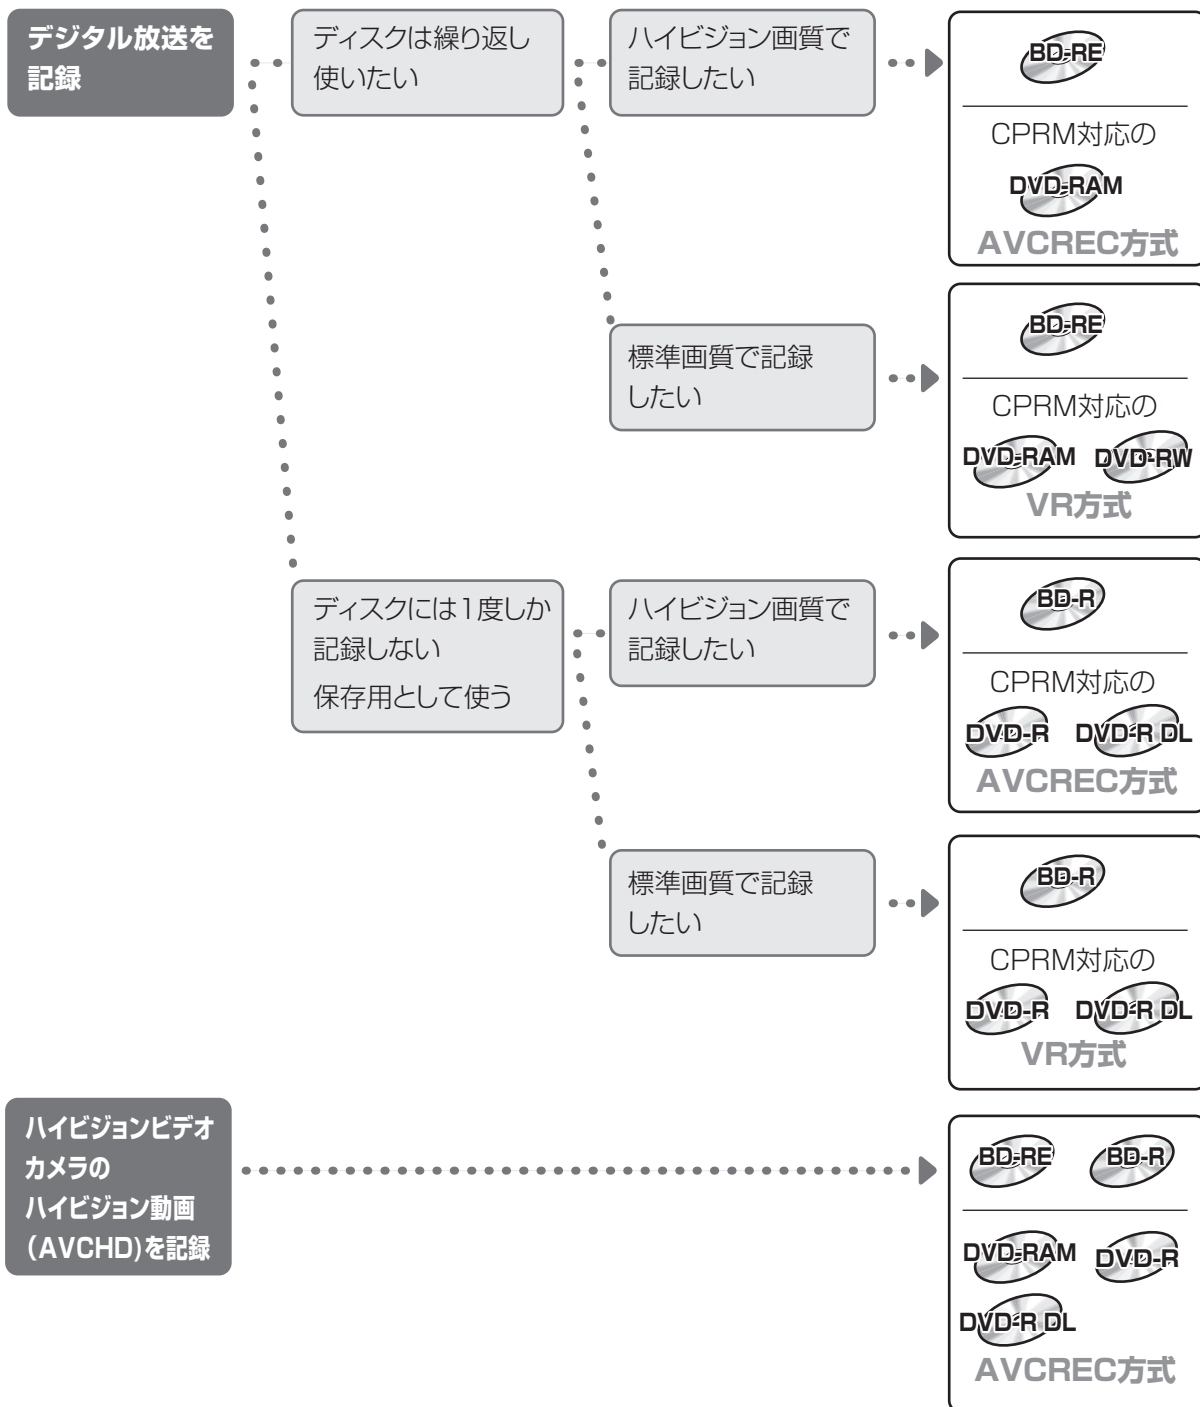 デジタル放送を
記録
ディスクは繰り返し
使いたい
ハイビジョン画質で
記録したい
BD-RE
CPRM対応の
DVD-RAM
AVCREC方式
標準画質で記録
したい
BD-RE
CPRM対応の
DVD-RAM DVD-RW
VR方式
ディスクには1度しか
記録しない
保存用として使う
ハイビジョン画質で
記録したい
BD-R
CPRM対応の
DVD-R DVD-R DL
AVCREC方式
標準画質で記録
したい
BD-R
CPRM対応の
DVD-R DVD-R DL
VR方式
ハイビジョンビデオ
カメラの
ハイビジョン動画
(AVCHD)を記録
BD-RE BD-R
DVD-RAM DVD-R
DVD-R DL
AVCREC方式